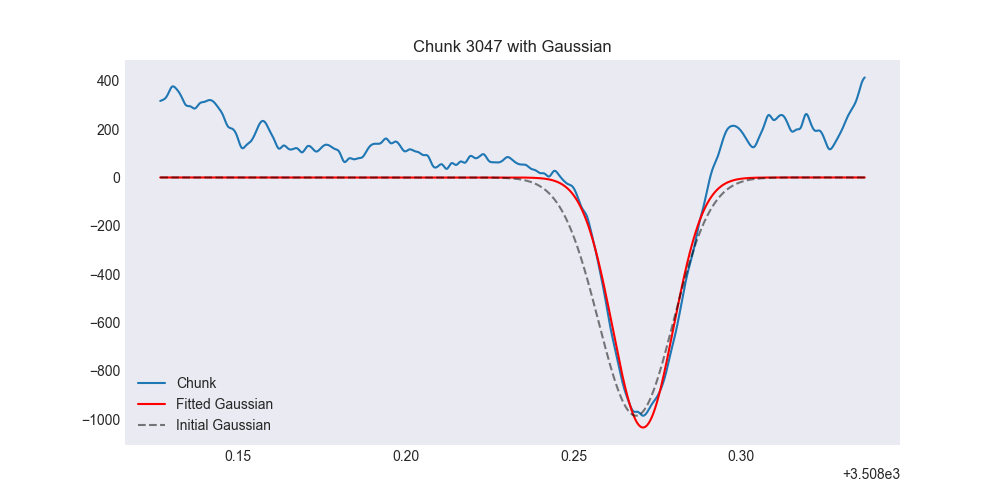 Chunk 3047 with Gaussian
400
200
0
−200
−400
−600
−800
−1000
Chunk
Fitted Gaussian
Initial Gaussian
0.15 0.20 0.25 0.30
+3.508e3